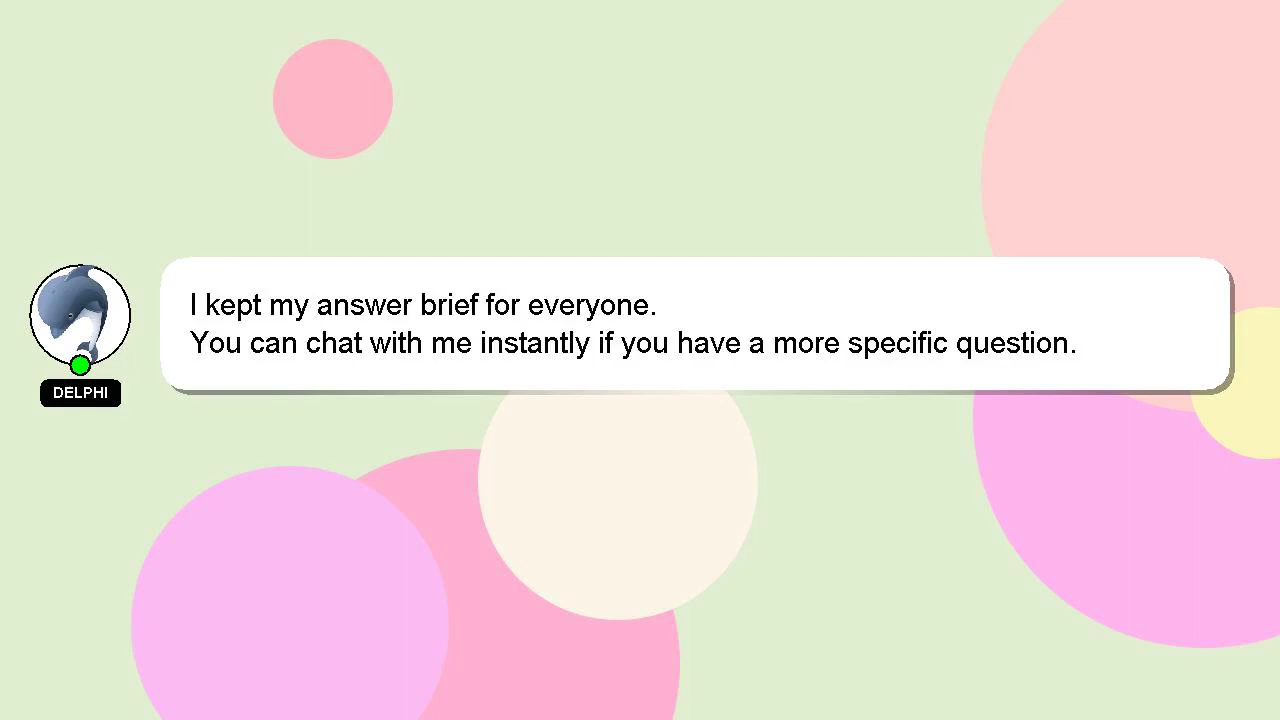 I kept my answer brief for everyone.
You can chat with me instantly if you have a more specific question.
DELPHI